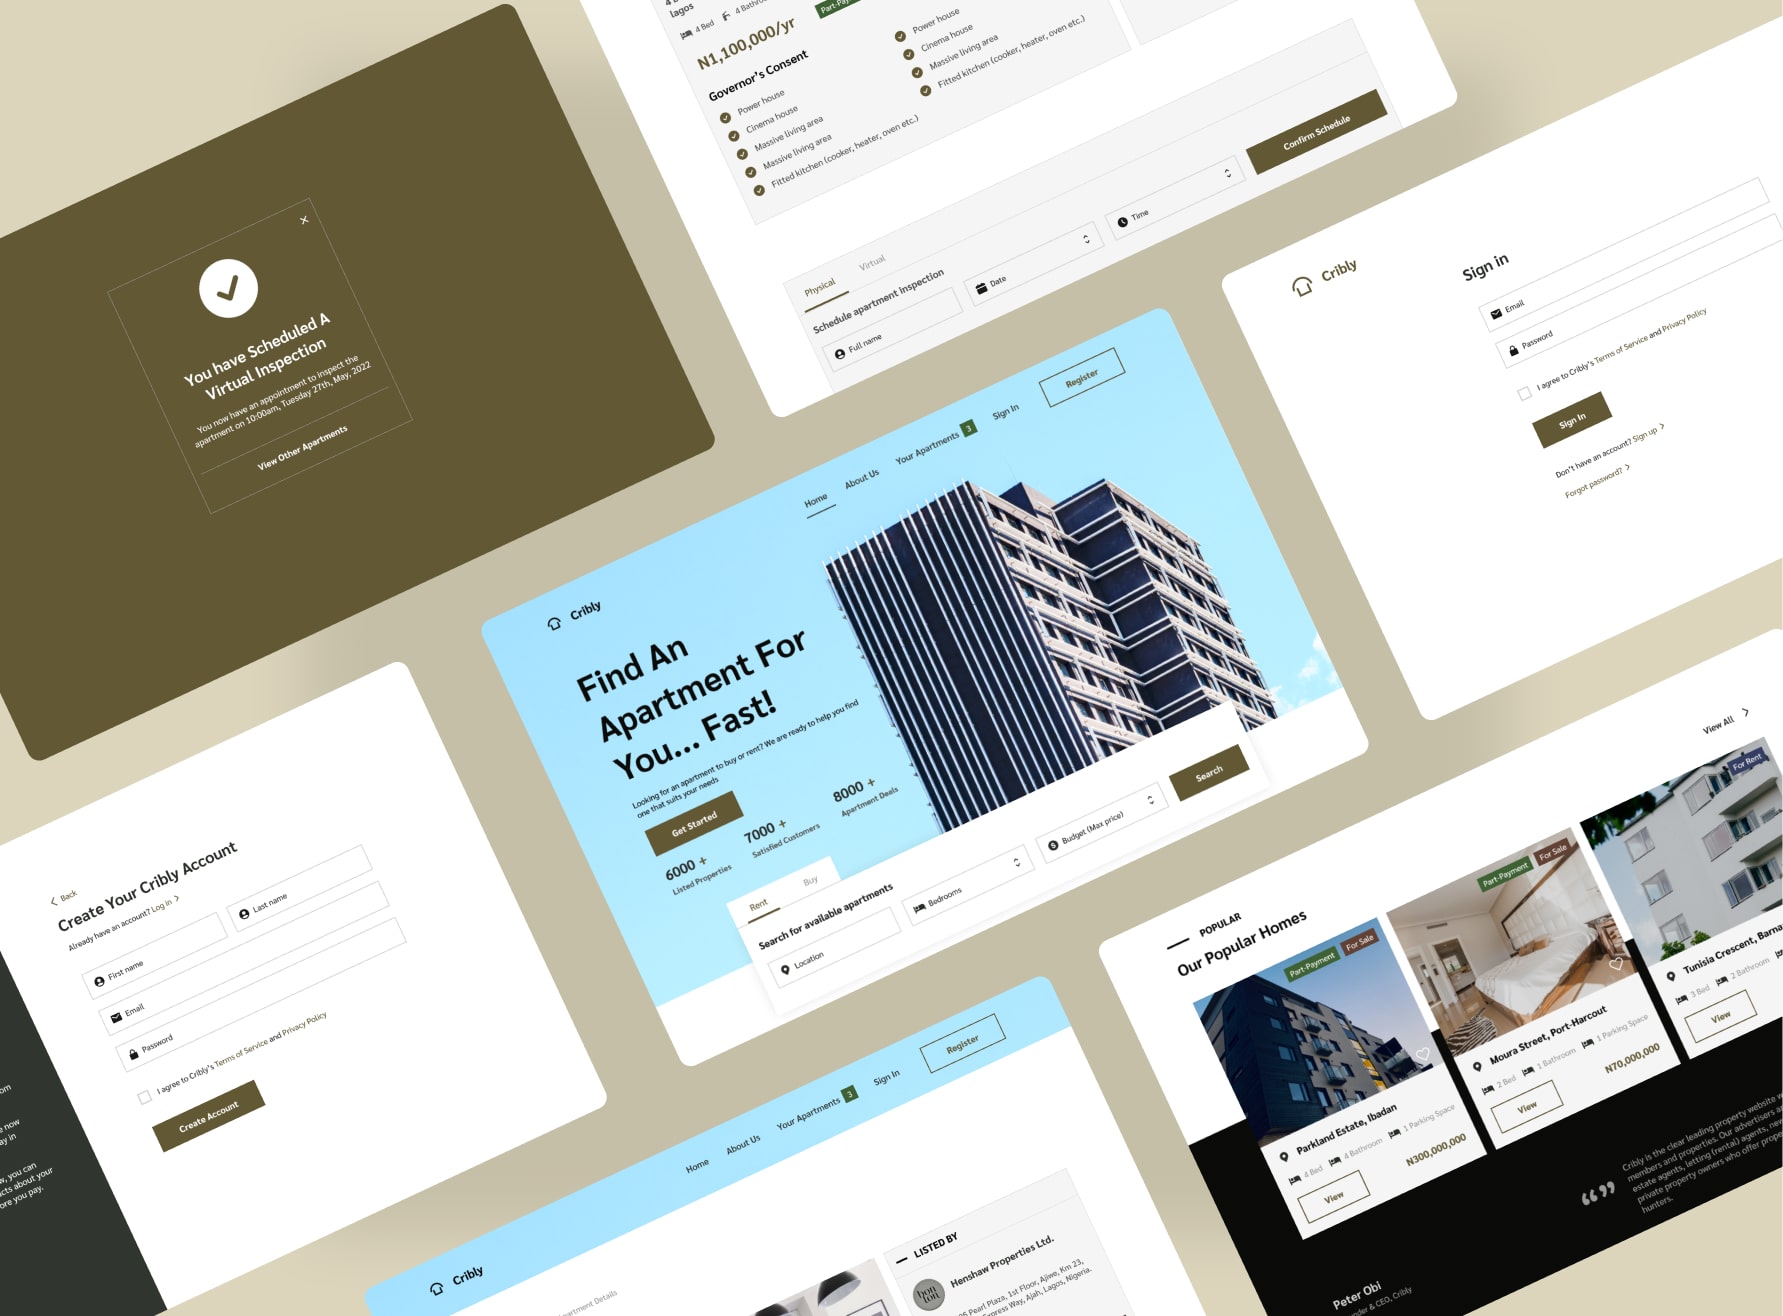 You have Scheduled A
Virtual Inspection
You now have an appointment to inspect the
apartment on 10:00am, Tuesday 27th, May, 2022
View Other Apartments
lagos
4 Bed
N1,100,000/yr
Governor's Consent
Power house
Cinema house
Massive living area
Massive living area
Fitted kitchen (cooker, heater, oven etc.)
Power house
Cinema house
Massive living area
Fitted kitchen (cooker, heater, oven etc.)
Physical
Virtual
Schedule apartment inspection
Full name
Date
Time
Confirm Schedule
Cribly
Sign in
Email
Password
I agree to Cribly's Terms of Service and Privacy Policy
Sign In
Don't have an account? Sign up
Forgot password?
Cribly
Home
About Us
Your Apartments
3
Sign In
Register
Find An
Apartment For
You... Fast!
Looking for an apartment to buy or rent? We are ready to help you find
one that suits your needs
Get Started
6000 +
Listed Properties
7000 +
Satisfied Customers
8000 +
Apartment Deals
Rent
Buy
Search for available apartments
Location
Bedrooms
Budget (Max price)
Search
Back
Create Your Cribly Account
Already have an account? Log in
First name
Last name
Email
Password
I agree to Cribly's Terms of Service and Privacy Policy
Create Account
now
you can
your
you pay.
Cribly
Home
About Us
Your Apartments
3
Sign In
Register
LISTED BY
Henshaw Properties Ltd.
Pearl Plaza, 1st Floor, Ajiwe, Km 23,
Way, Ajah, Lagos, Nigeria.
bon
ton
Details
POPULAR
Our Popular Homes
View All
Part-Payment
For Sale
Parkland Estate, Ibadan
4 Bed
4 Bathroom
1 Parking Space
View
N300,000,000
Part-Payment
For Sale
Moura Street, Port-Harcout
2 Bed
1 Bathroom
1 Parking Space
View
N70,000,000
For Rent
Tunisia Crescent,
3 Bed
2 Bathroom
View
Cribly is the clear leading property website
members and properties. Our advertisers
estate agents, letting (rental) agents,
private property owners who offer
hunters.
Peter Obi
& CEO, Cribly